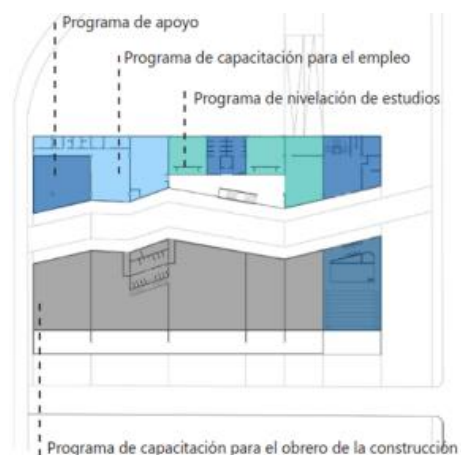 Programa de apoyo
Programa de capacitación para el empleo
Programa de nivelación de estudios
Programa de capacitación para el obrero de la construcción